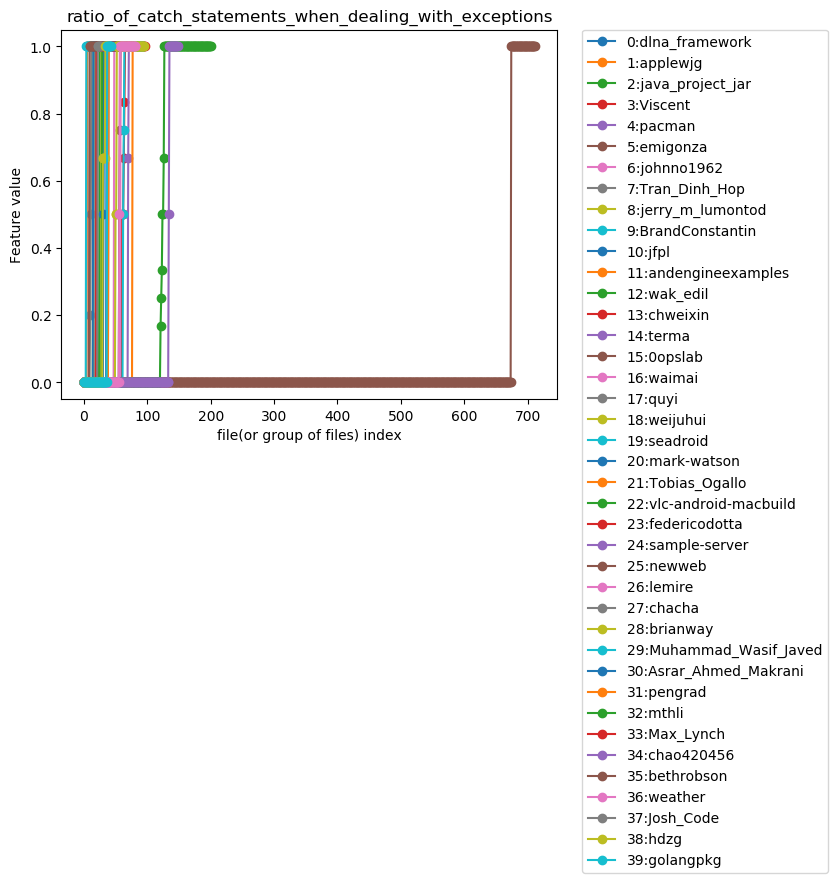 ratio_of_catch_statements_when_dealing_with_exceptions
1.0
0.8
0.6
0.4
0.2
0.0
Feature value
0 100 200 300 400 500 600 700
file(or group of files) index
0:dlna_framework
1:applewjg
2:java_project_jar
3:Viscent
4:pacman
5:emigonza
6:johnno1962
7:Tran_Dinh_Hop
8:jerry_m_lumontod
9:BrandConstantin
10:jfpl
11:andengineexamples
12:wak_edil
13:chweixin
14:terma
15:0opslab
16:waimai
17:quyi
18:weijuhui
19:seadroid
20:mark-watson
21:Tobias_Ogallo
22:vlc-android-macbuild
23:federicodotta
24:sample-server
25:newweb
26:lemire
27:chacha
28:brianway
29:Muhammad_Wasif_Javed
30:Asrar_Ahmed_Makrani
31:pengrad
32:mthli
33:Max_Lynch
34:chao420456
35:bethrobson
36:weather
37:Josh_Code
38:hdzg
39:golangpkg